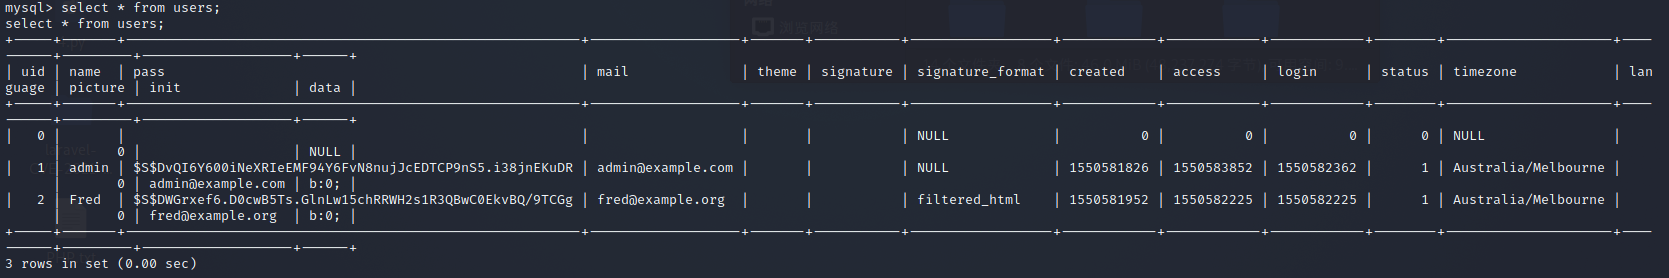 mysql> select * from users;
select * from users;
+-----+-------+---------------------------------------------------------+-------------------+-------+-----------+------------------+------------+------------+------------+--------+---------------------+----
------+---------+-------------------+------+
| uid | name  | pass                                                    | mail              | theme | signature | signature_format | created    | access     | login      | status | timezone            | lan
guage | picture | init              | data |
+-----+-------+---------------------------------------------------------+-------------------+-------+-----------+------------------+------------+------------+------------+--------+---------------------+----
------+---------+-------------------+------+
|   0 |       |                                                         |                   |       |           | NULL             |          0 |          0 |          0 |      0 | NULL                |
      |       0 |                   | NULL |
|   1 | admin | $S$DvQI6Y600iNeXRIeEMF94Y6FvN8nujJcEDTCP9nS5.i38jnEKuDR | admin@example.com |       |           | NULL             | 1550581826 | 1550583852 | 1550582362 |      1 | Australia/Melbourne |
      |       0 | admin@example.com | b:0; |
|   2 | Fred  | $S$DWGrxef6.D0cwB5Ts.GlnLw15chRRWH2s1R3QBwC0EkvBQ/9TCGg | fred@example.org  |       |           | filtered_html    | 1550581952 | 1550582225 | 1550582225 |      1 | Australia/Melbourne |
      |       0 | fred@example.org  | b:0; |
+-----+-------+---------------------------------------------------------+-------------------+-------+-----------+------------------+------------+------------+------------+--------+---------------------+----
------+---------+-------------------+------+
3 rows in set (0.00 sec)